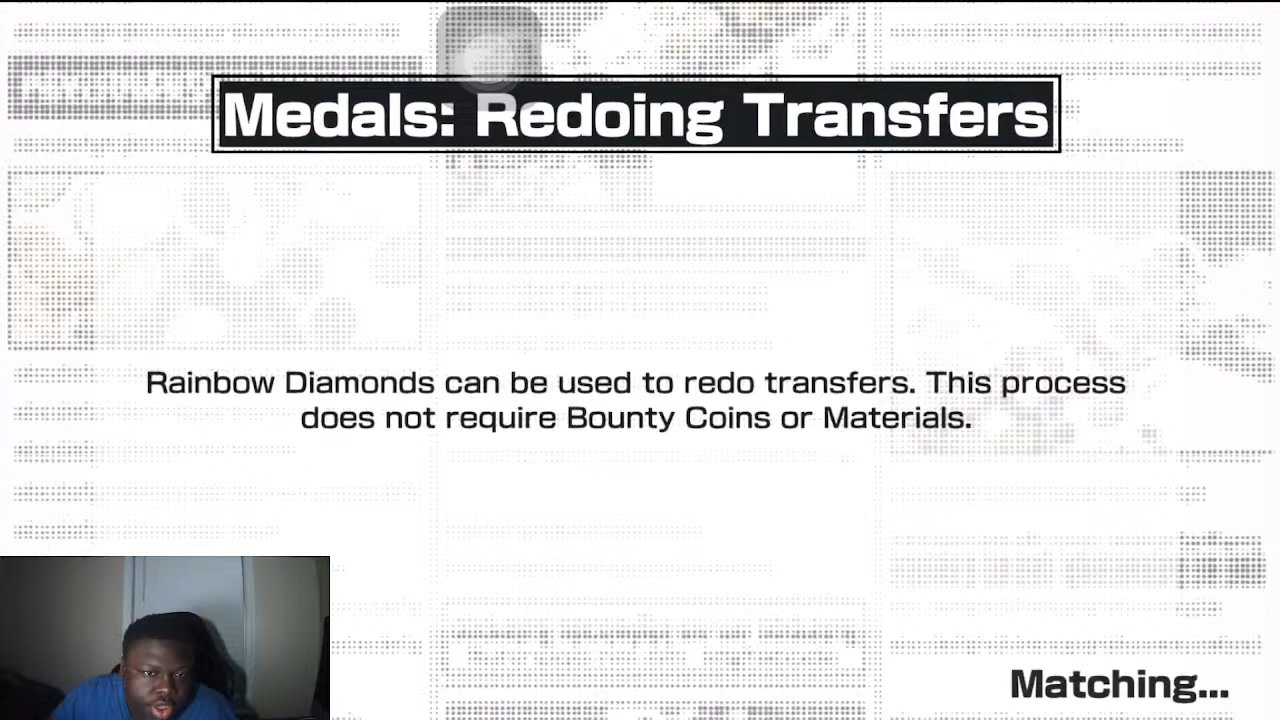 Medals: Redoing Transfers
Rainbow Diamonds can be used to redo transfers. This process
does not require Bounty Coins or Materials.
Matching...